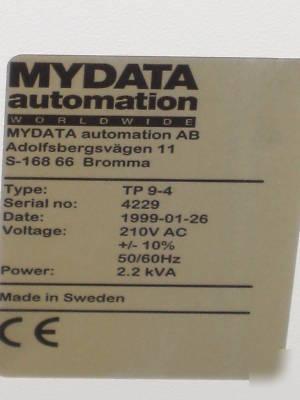 MYDATA
automation
WORLDWIDE
MYDATA automation AB
Adolfsbergsvägen 11
S-168 66 Bromma
Type: TP 9-4
Serial no: 4229
Date: 1999-01-26
Voltage: 210V AC
+/- 10%
50/60Hz
Power: 2.2 kVA
Made in Sweden
CE